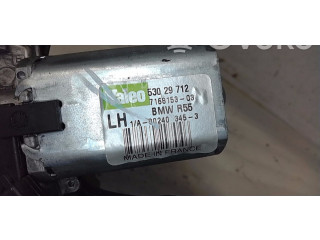 Valeo
530 29 712
7168153-03
BMW R55
LH 1/A-90240 345-3
MADE IN FRANCE